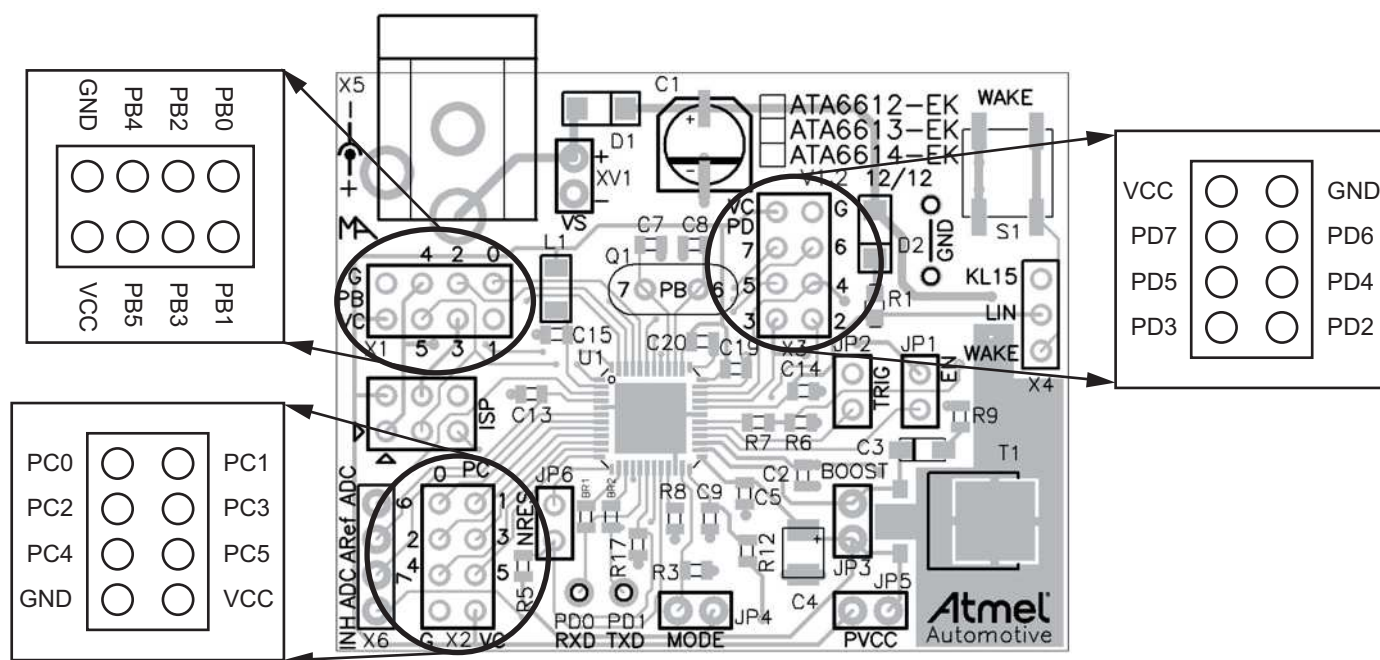 GND PB4 PB2 PB0
VCC PB5 PB3 PB1
X5
C1
D1
+
XV1
−
VS
ATA6612-EK
ATA6613-EK
ATA6614-EK
V1.2 12/12
WAKE
S1
VCC GND
PD7 PD6
PD5 PD4
PD3 PD2
VC G
PD
7 6
5 4
3 2
X3
D2
GND
R1
KL15
LIN
WAKE
X4
4 2 0
G
PB
VC
X1 5 3 1
L1
C7 C8
Q1
7 PB 6
C15
U1
C20
C19
C14
JP2
JP1
TRIG
EN
ISP
C13
R7 R6
C3
R9
T1
PC0 PC1
PC2 PC3
PC4 PC5
GND VCC
INH ADC ARef ADC
X6
0 PC
6 1
2 3
4
7 5
G X2 VC
JP6
NRES
R5
BR1
BR2
R17
R8
C9
C2
C5
BOOST
R12
R3
C4
JP3
JP5
PD0 PD1
RXD TXD
JP4
MODE
PVCC
Atmel
Automotive